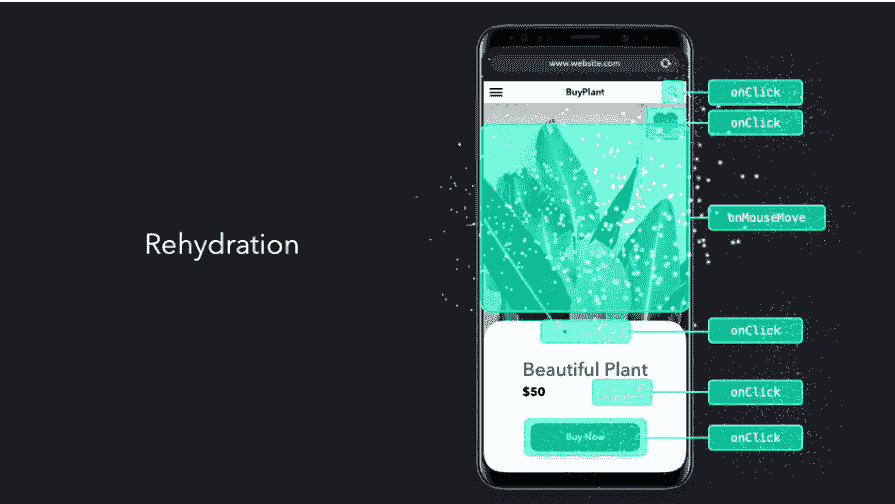 www.website.com
BuyPlant
onClick
onClick
onMouseMove
Rehydration
onClick
Beautiful Plant
$50
onClick
Buy Now
onClick